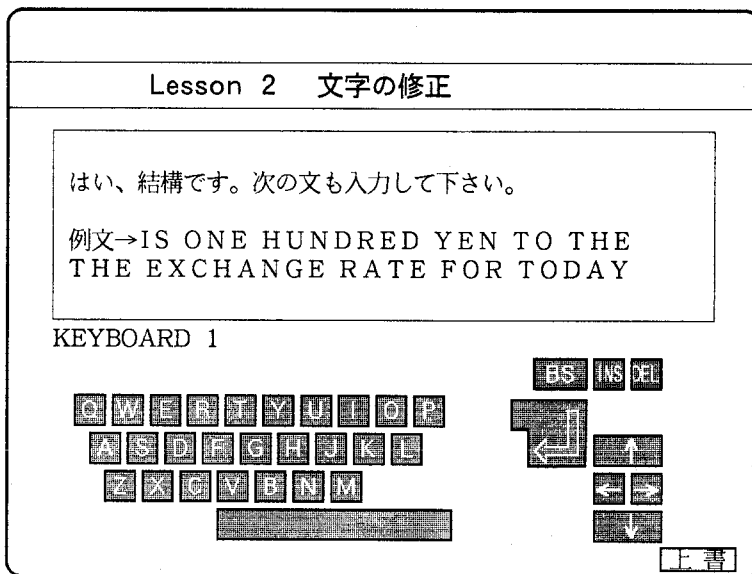 Lesson 2 文字の修正
はい、結構です。次の文も入力して下さい。
例文→IS ONE HUNDRED YEN TO THE
THE EXCHANGE RATE FOR TODAY
KEYBOARD 1
BS INS DEL
Q W E R T Y U I O P
A S D F G H J K L
Z X C V B N M
上書